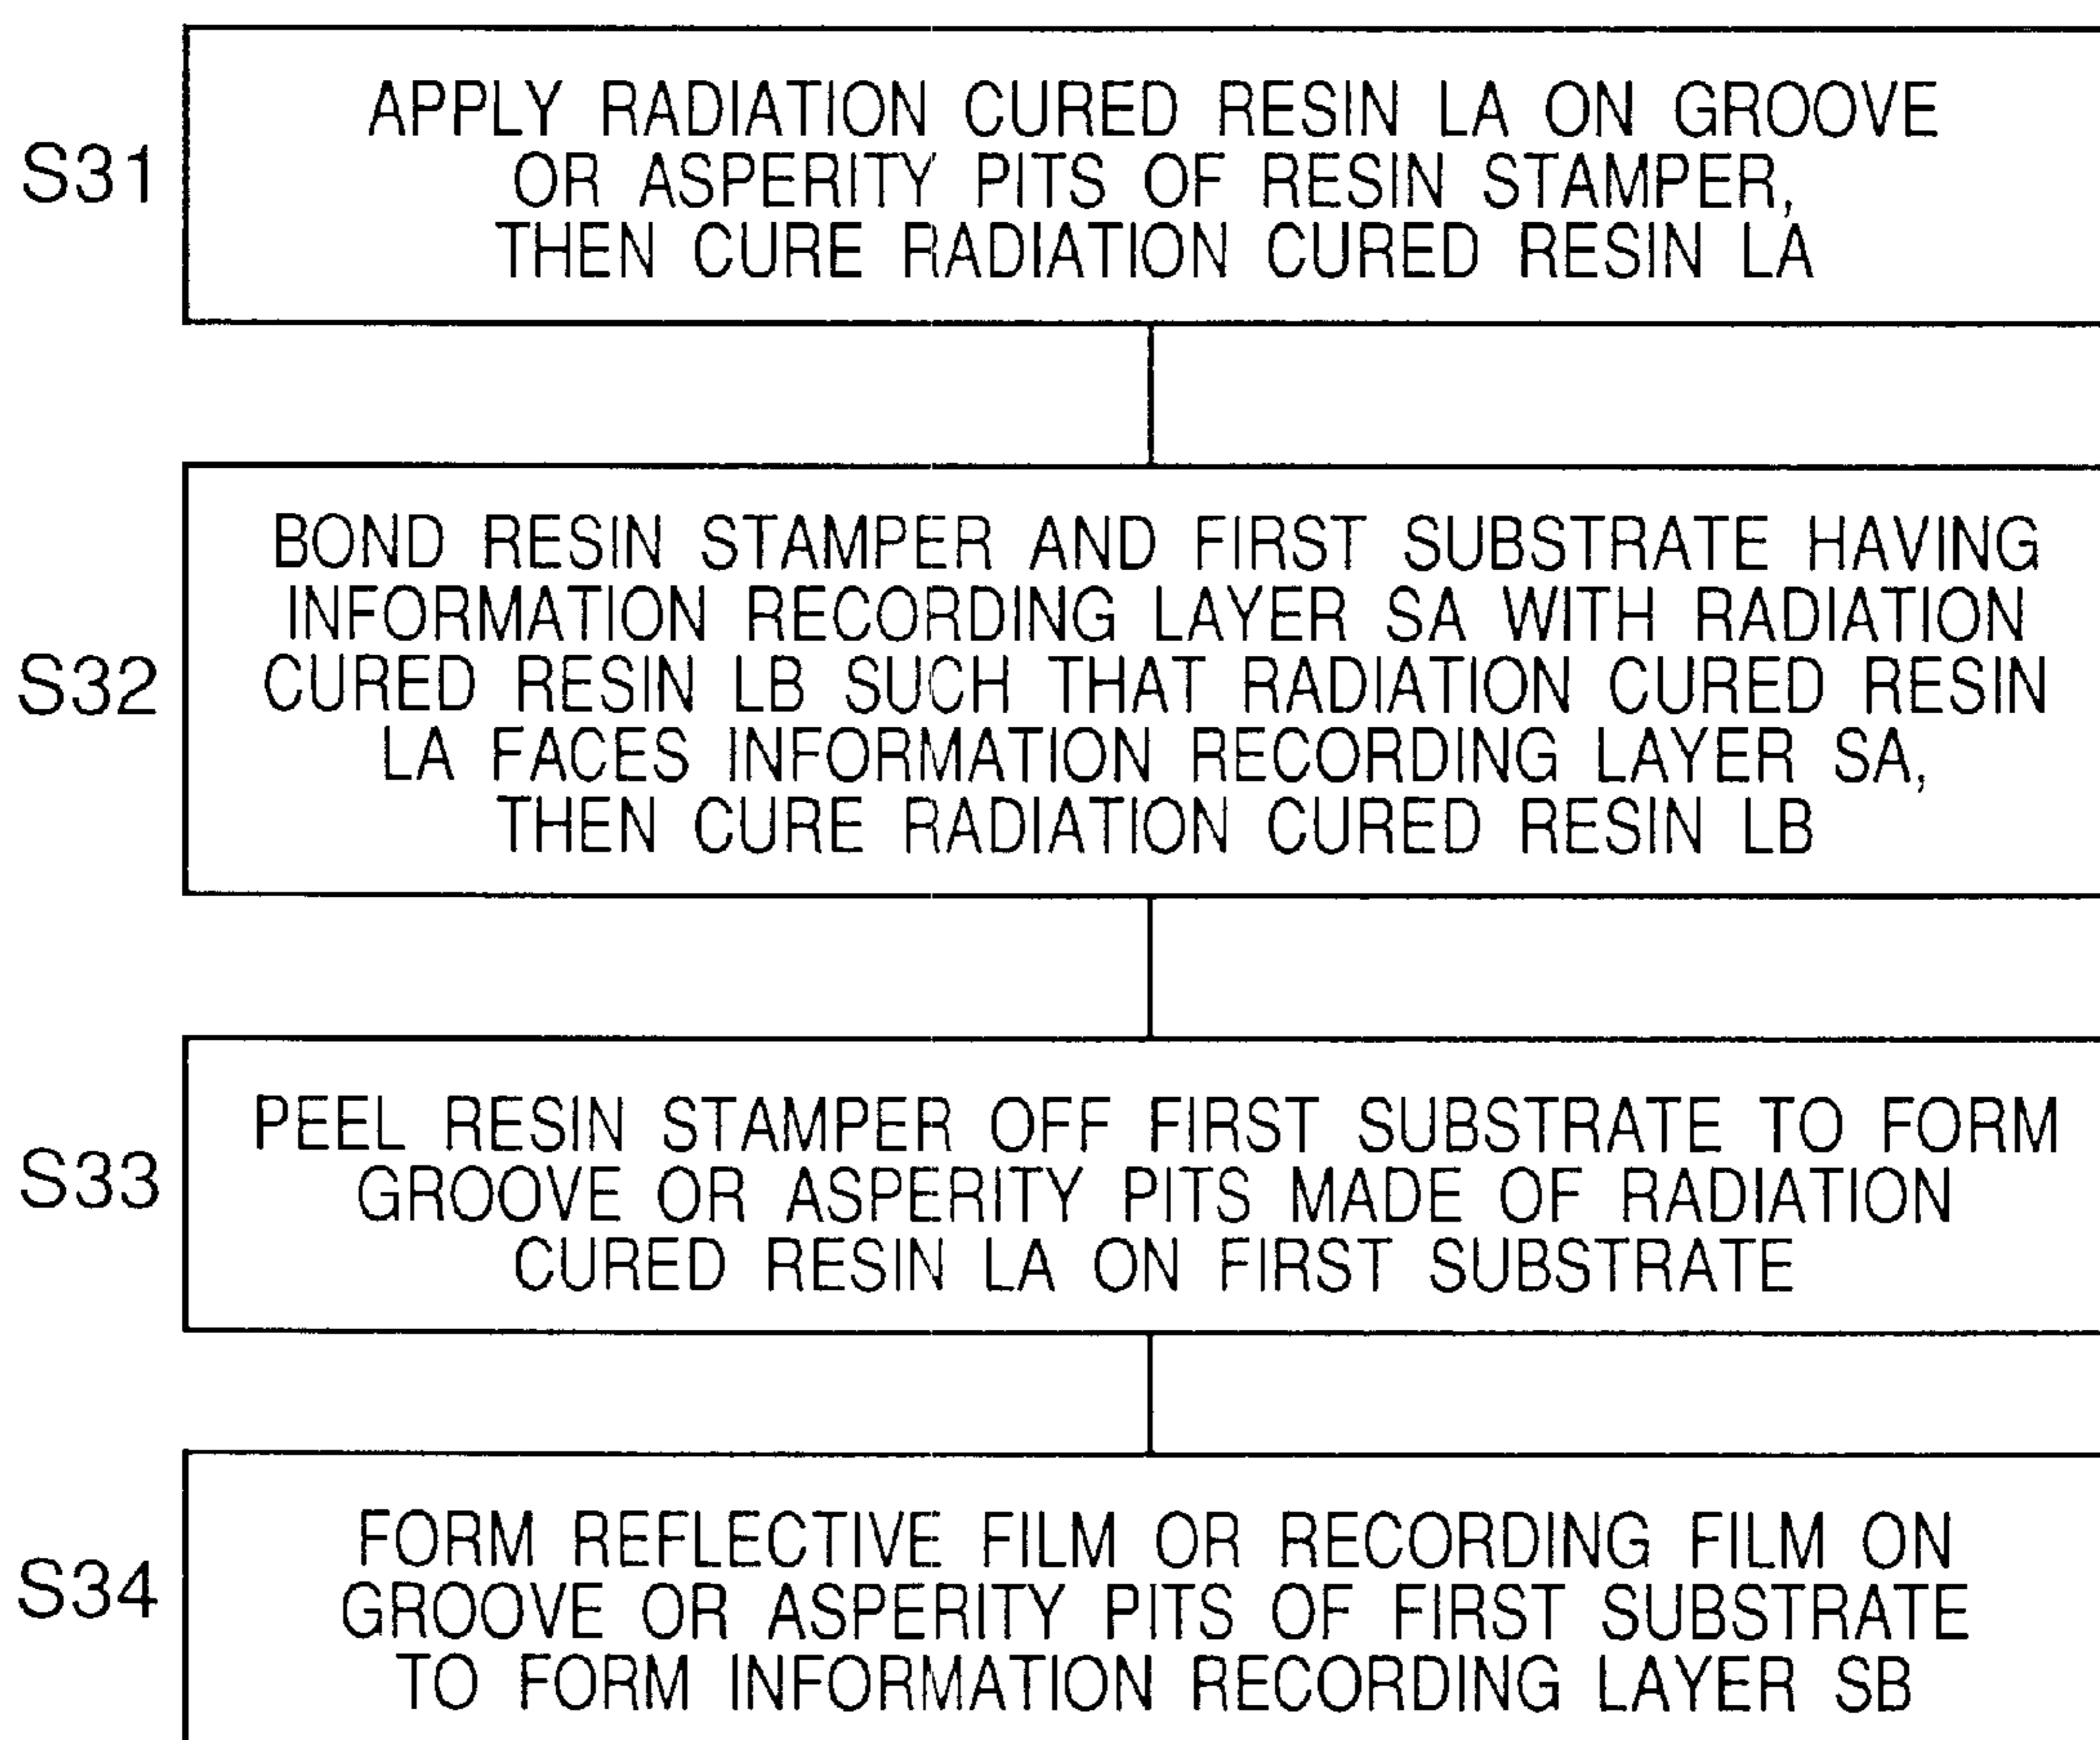 S31
APPLY RADIATION CURED RESIN LA ON GROOVE
OR ASPERITY PITS OF RESIN STAMPER,
THEN CURE RADIATION CURED RESIN LA
S32
BOND RESIN STAMPER AND FIRST SUBSTRATE HAVING
INFORMATION RECORDING LAYER SA WITH RADIATION
CURED RESIN LB SUCH THAT RADIATION CURED RESIN
LA FACES INFORMATION RECORDING LAYER SA,
THEN CURE RADIATION CURED RESIN LB
S33
PEEL RESIN STAMPER OFF FIRST SUBSTRATE TO FORM
GROOVE OR ASPERITY PITS MADE OF RADIATION
CURED RESIN LA ON FIRST SUBSTRATE
S34
FORM REFLECTIVE FILM OR RECORDING FILM ON
GROOVE OR ASPERITY PITS OF FIRST SUBSTRATE
TO FORM INFORMATION RECORDING LAYER SB